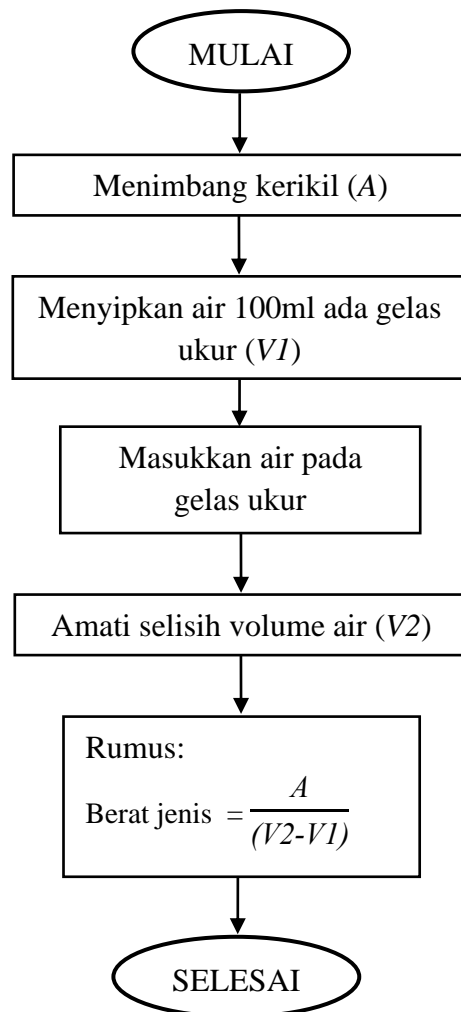 MULAI
Menimbang kerikil (A)
Menyipkan air 100ml ada gelas
ukur (V1)
Masukkan air pada
gelas ukur
Amati selisih volume air (V2)
Rumus:
Berat jenis = A
(V2-V1)
SELESAI